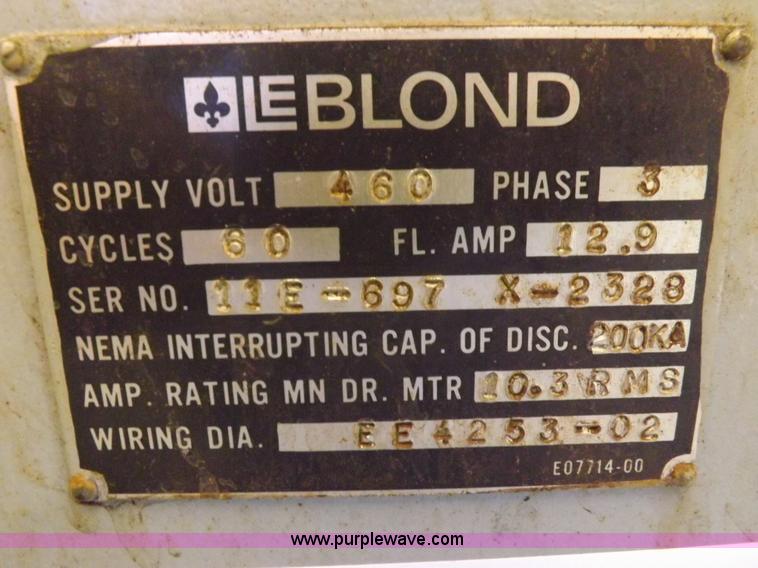 LEBLOND
SUPPLY VOLT 460 PHASE 3
CYCLES 60 FL. AMP 12.9
SER NO. 11E-697 X-2328
NEMA INTERRUPTING CAP. OF DISC. 200KA
AMP. RATING MN DR. MTR 10.3 RMS
WIRING DIA. EE4253-02
E07714-00
www.purplewave.com